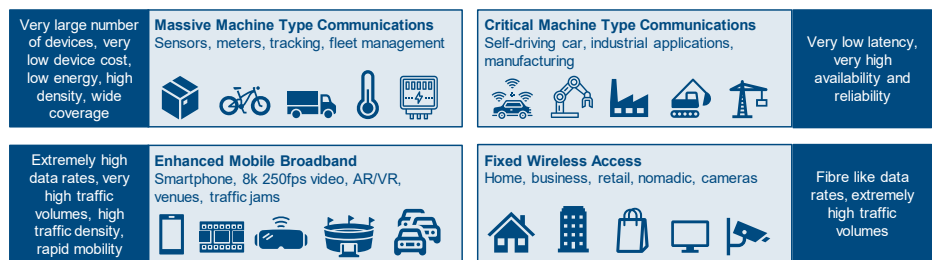 Very large number
of devices, very
low device cost,
low energy, high
density, wide
coverage
Massive Machine Type Communications
Sensors, meters, tracking, fleet management
Critical Machine Type Communications
Self-driving car, industrial applications,
manufacturing
Very low latency,
very high
availability and
reliability
Extremely high
data rates, very
high traffic
volumes, high
traffic density,
rapid mobility
Enhanced Mobile Broadband
Smartphone, 8k 250fps video, AR/VR,
venues, traffic jams
Fixed Wireless Access
Home, business, retail, nomadic, cameras
Fibre like data
rates, extremely
high traffic
volumes